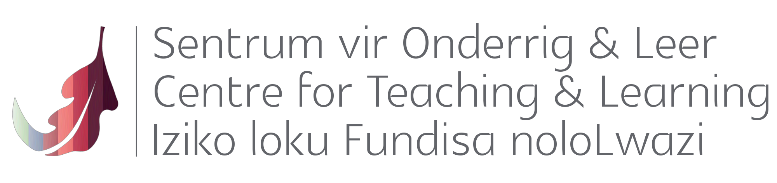 Sentrum vir Onderrig & Leer
Centre for Teaching & Learning
Iziko loku Fundisa noloLwazi